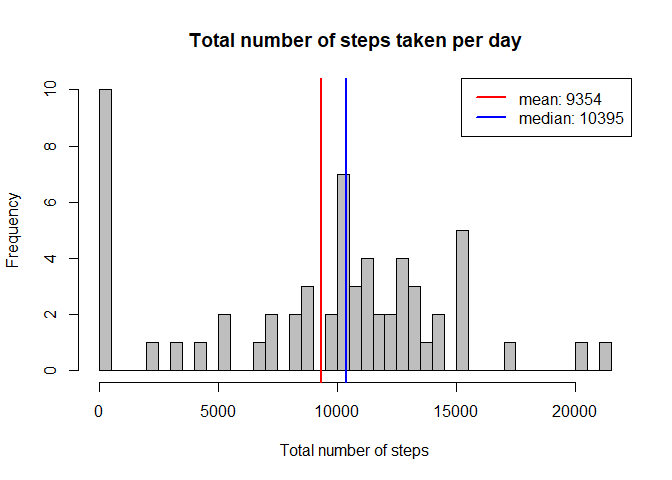 Total number of steps taken per day
mean: 9354
median: 10395
Frequency
10
8
6
4
2
0
0 5000 10000 15000 20000
Total number of steps